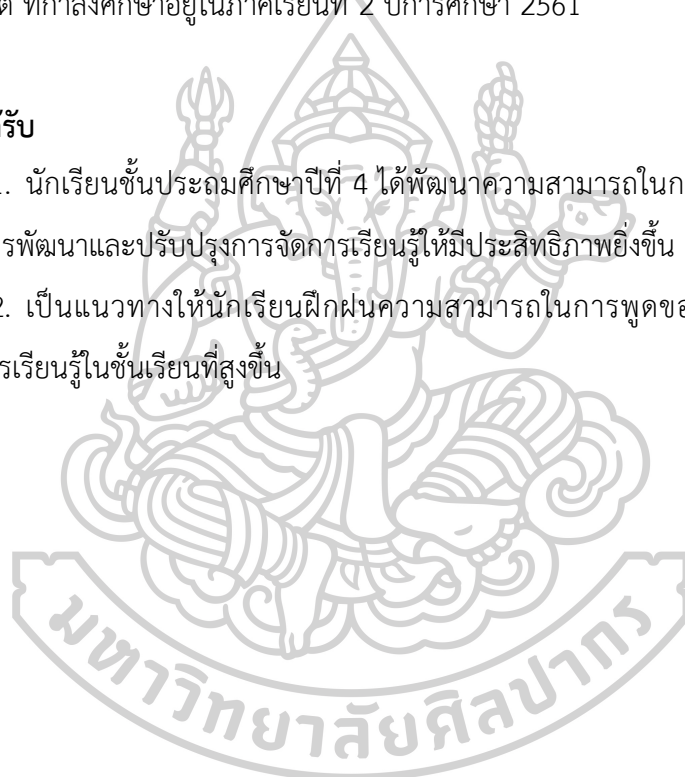 ที่กำลังศึกษาอยู่ในภาคเรียนที่ 2 ปีการศึกษา 2561
1. นักเรียนชั้นประถมศึกษาปีที่ 4 ได้พัฒนาความสามารถใน
พัฒนาและปรับปรุงการจัดการเรียนรู้ให้มีประสิทธิภาพยิ่งขึ้น
2. เป็นแนวทางให้นักเรียนฝึกฝนความสามารถในการพูด
เรียนรู้ในชั้นเรียนที่สูงขึ้น
มหาวิทยาลัยศิลปากร